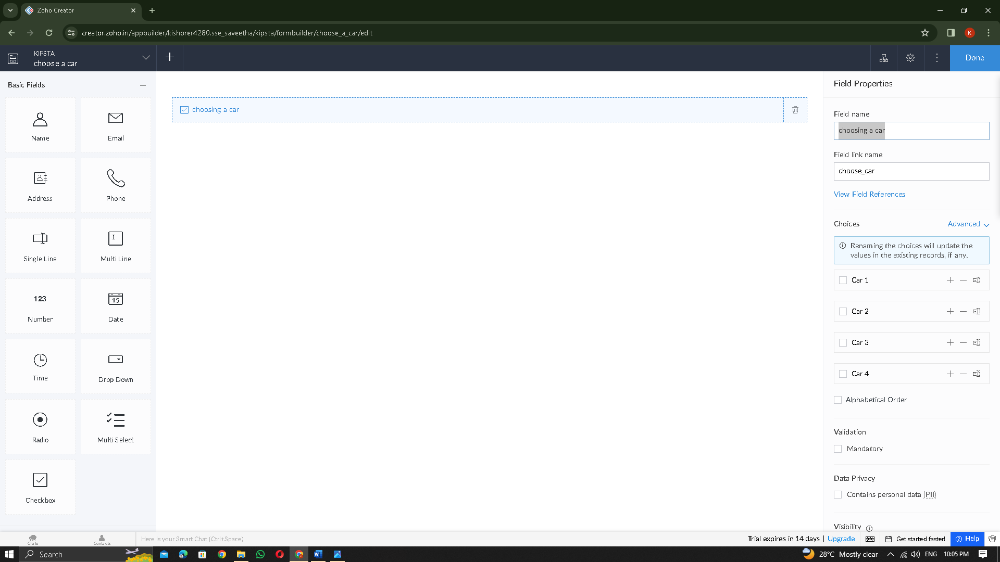 Zoho Creator
creator.zoho.in/appbuilder/kishorer4280.sse_saveetha/kipsta/formbuilder/choose_a_car/edit
K
KIPSTA
choose a car
Done
Basic Fields
Name
Email
Address
Phone
Single Line
Multi Line
123
Number
15
Date
Time
Drop Down
Radio
Multi Select
Checkbox
choosing a car
Field Properties
Field name
choosing a car
Field link name
choose_car
View Field References
Choices
Advanced
Renaming the choices will update the
values in the existing records, if any.
Car 1
Car 2
Car 3
Car 4
Alphabetical Order
Validation
Mandatory
Data Privacy
Contains personal data (PII)
Visibility
Chats
Contacts
Here is your Smart Chat (Ctrl+Space)
Trial expires in 14 days | Upgrade
Get started faster!
Help
Search
28°C Mostly clear
ENG
10:05 PM